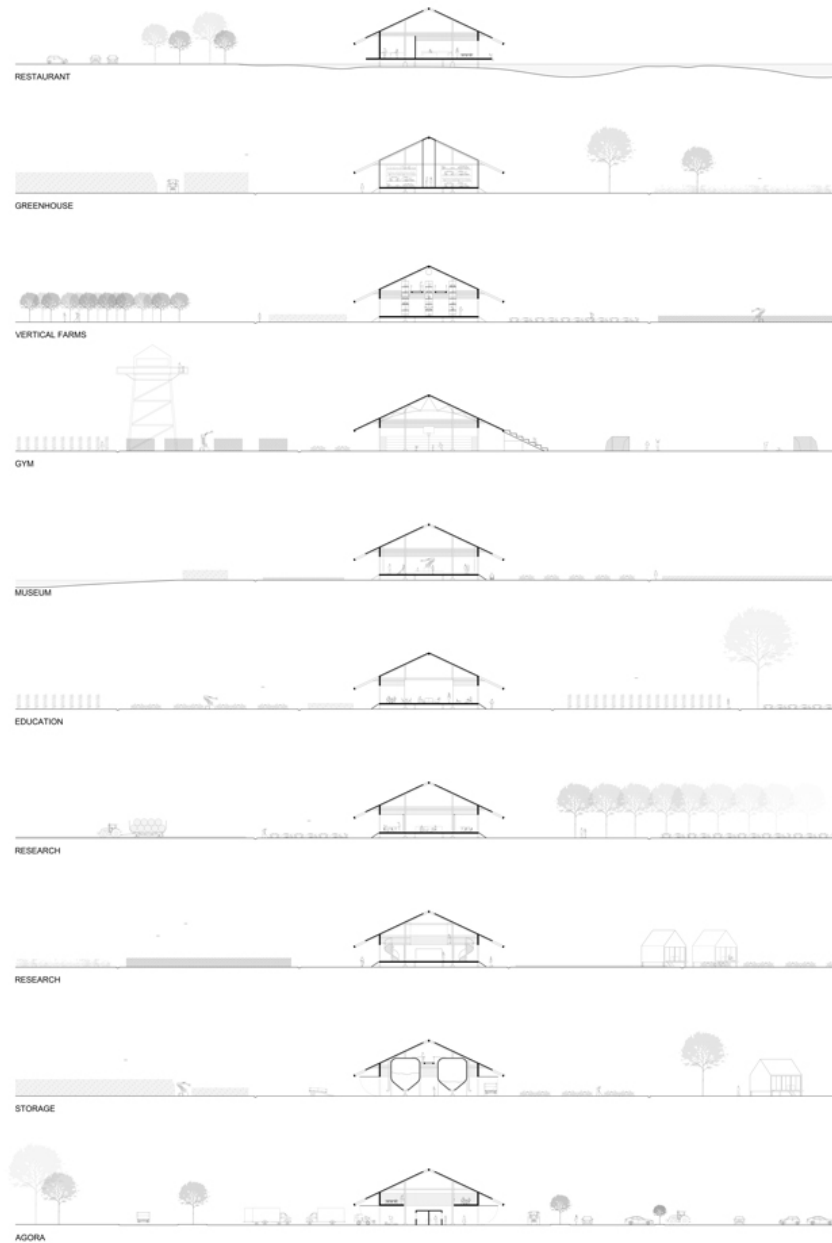 RESTAURANT
GREENHOUSE
VERTICAL FARMS
GYM
MUSEUM
EDUCATION
RESEARCH
RESEARCH
STORAGE
AGORA